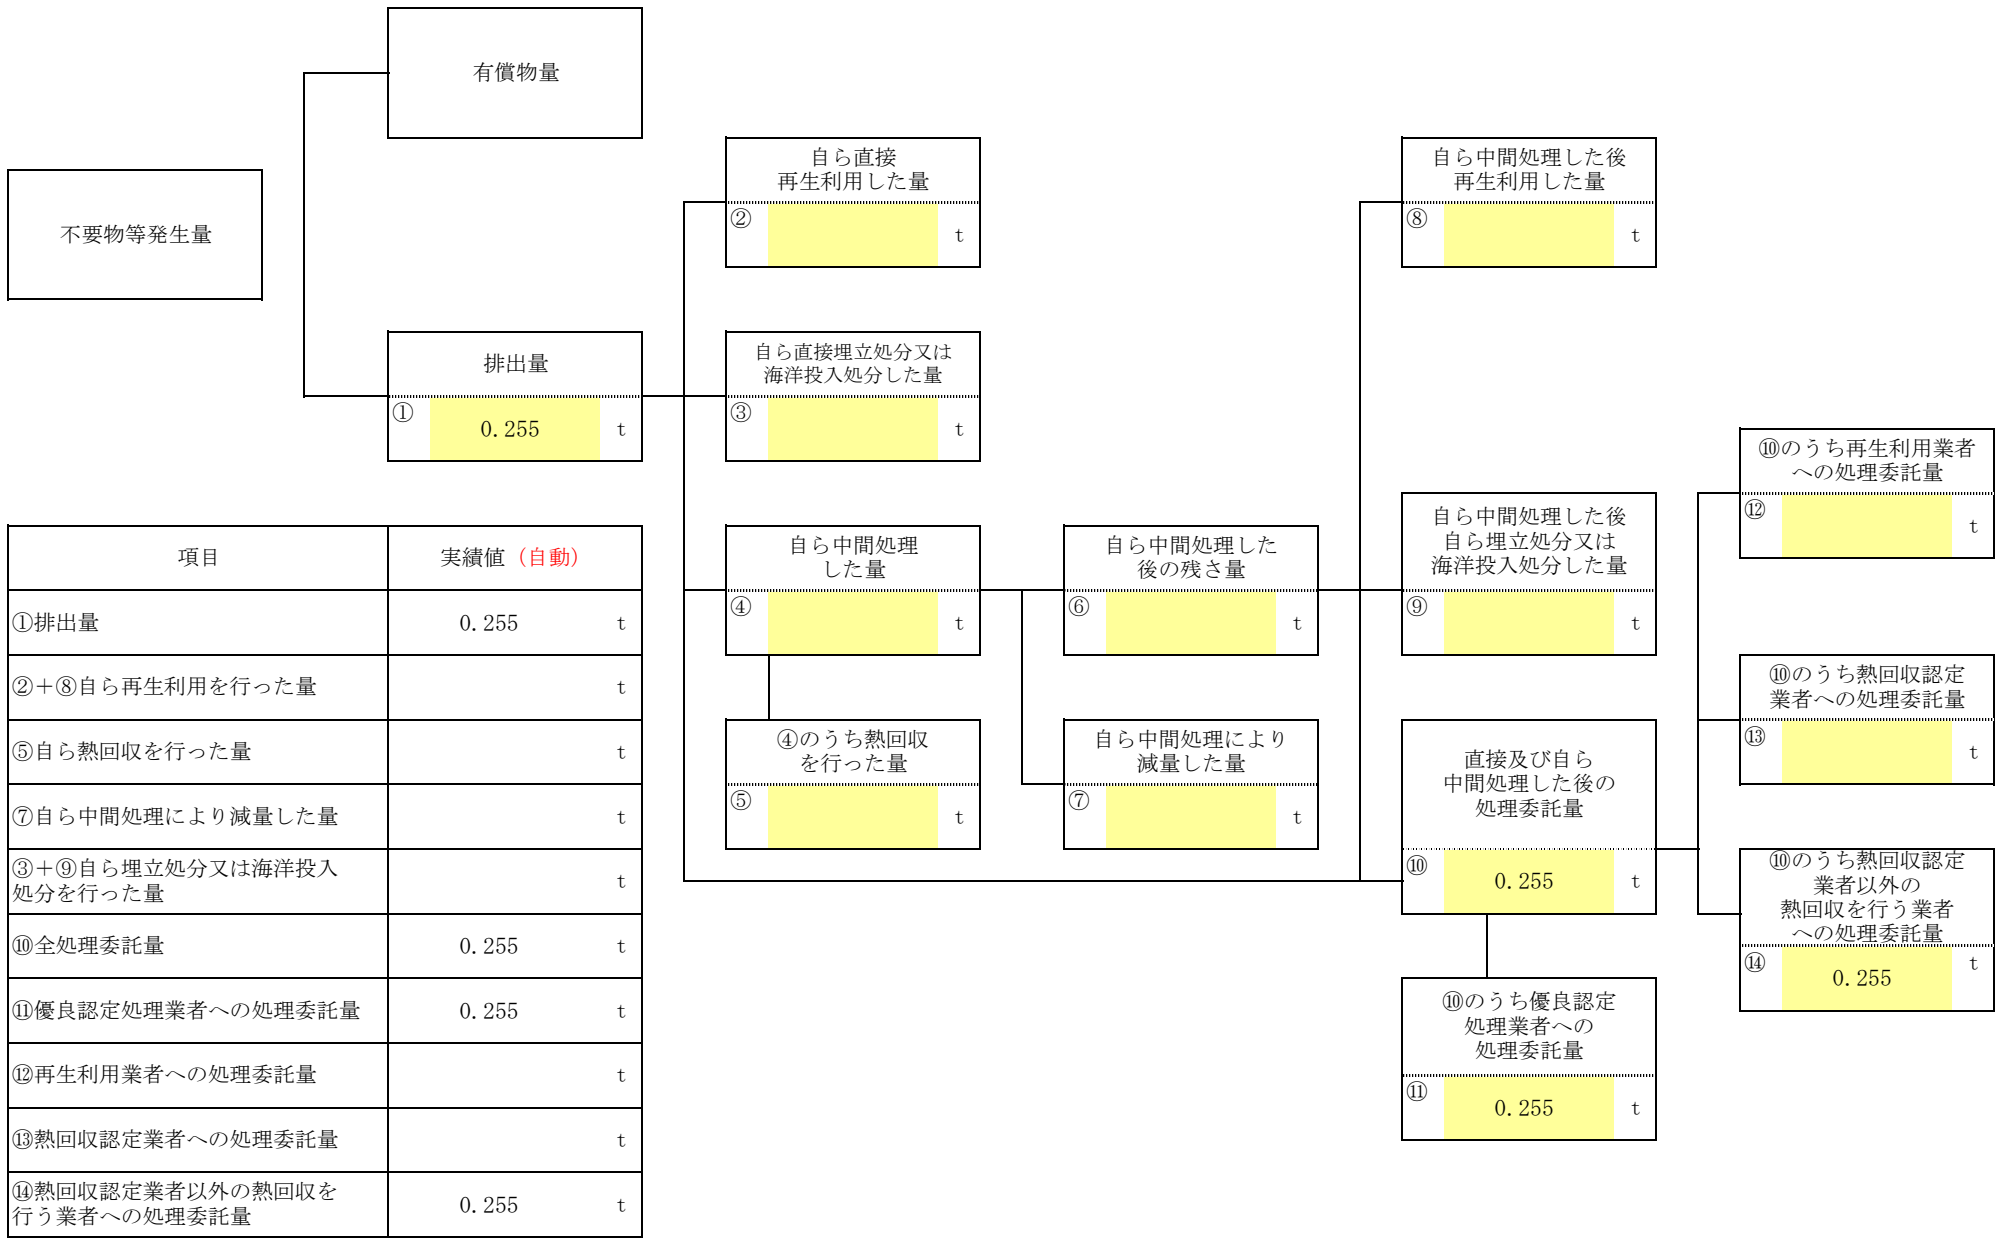 有償物量
不要物等発生量
排出量
①
0.255
t
自ら直接
再生利用した量
②
t
自ら直接埋立処分又は
海洋投入処分した量
③
t
自ら中間処理
した量
④
t
④のうち熱回収
を行った量
⑤
t
自ら中間処理した
後の残さ量
⑥
t
自ら中間処理により
減量した量
⑦
t
自ら中間処理した後
再生利用した量
⑧
t
自ら中間処理した後
自ら埋立処分又は
海洋投入処分した量
⑨
t
直接及び自ら
中間処理した後の
処理委託量
⑩
0.255
t
⑩のうち優良認定
処理業者への
処理委託量
⑪
0.255
t
⑩のうち再生利用業者
への処理委託量
⑫
t
⑩のうち熱回収認定
業者への処理委託量
⑬
t
⑩のうち熱回収認定
業者以外の
熱回収を行う業者
への処理委託量
⑭
0.255
t
項目 実績値（自動）
①排出量 0.255 t
②＋⑧自ら再生利用を行った量 t
⑤自ら熱回収を行った量 t
⑦自ら中間処理により減量した量 t
③＋⑨自ら埋立処分又は海洋投入
処分を行った量 t
⑩全処理委託量 0.255 t
⑪優良認定処理業者への処理委託量 0.255 t
⑫再生利用業者への処理委託量 t
⑬熱回収認定業者への処理委託量 t
⑭熱回収認定業者以外の熱回収を
行う業者への処理委託量 0.255 t